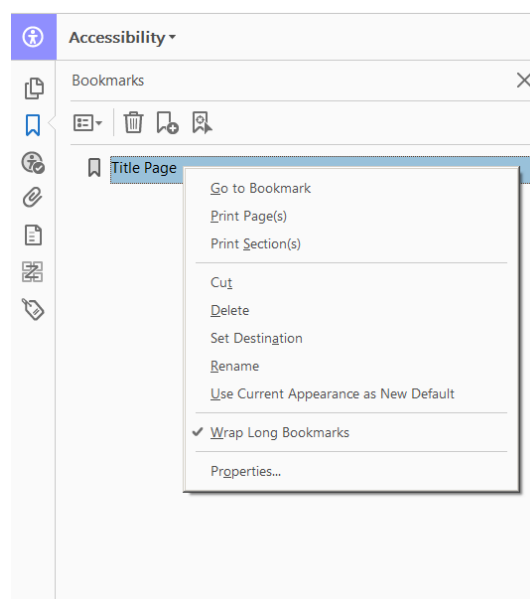 Accessibility
Bookmarks
Title Page
Go to Bookmark
Print Page(s)
Print Section(s)
Cut
Delete
Set Destination
Rename
Use Current Appearance as New Default
Wrap Long Bookmarks
Properties...